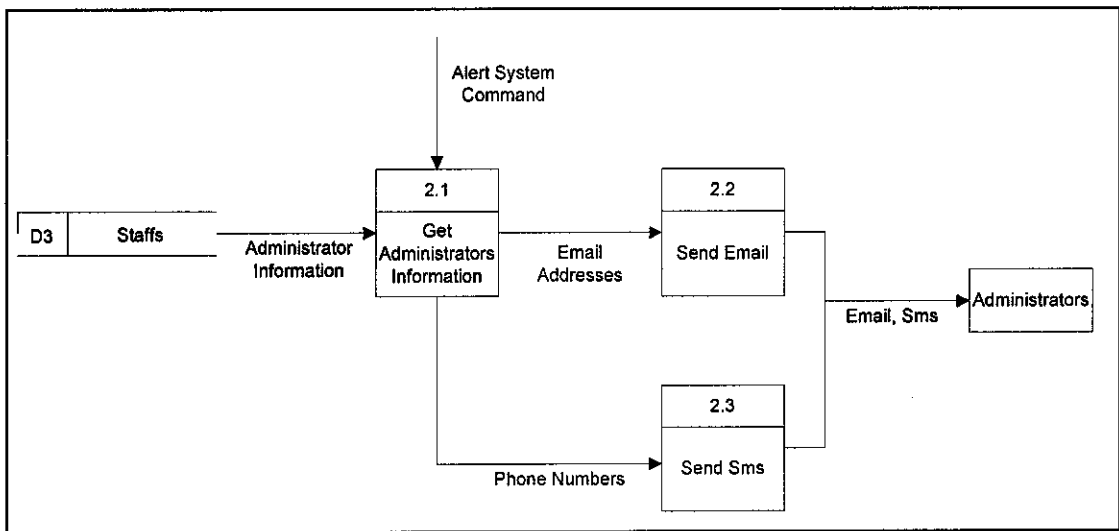 Alert System
Command
2.1
2.2
D3 Staffs
Get
Administrators
Information
Administrator
Information
Email
Addresses
Send Email
Email, Sms
Administrators
2.3
Send Sms
Phone Numbers